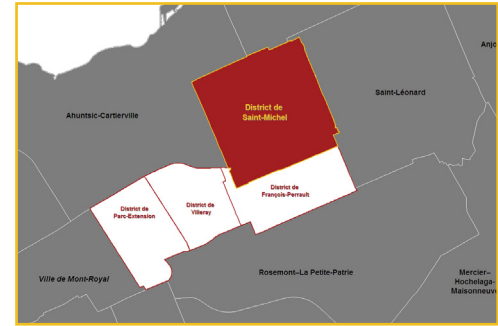 Anj
District de
Saint-Michel
Saint-Léonard
Ahuntsic-Cartierville
District de
François-Perrault
District de
Villeray
District de
Parc-Extension
Ville de Mont-Royal
Rosemont–La Petite-Patrie
Mercier–
Hochelaga-
Maisonneuve